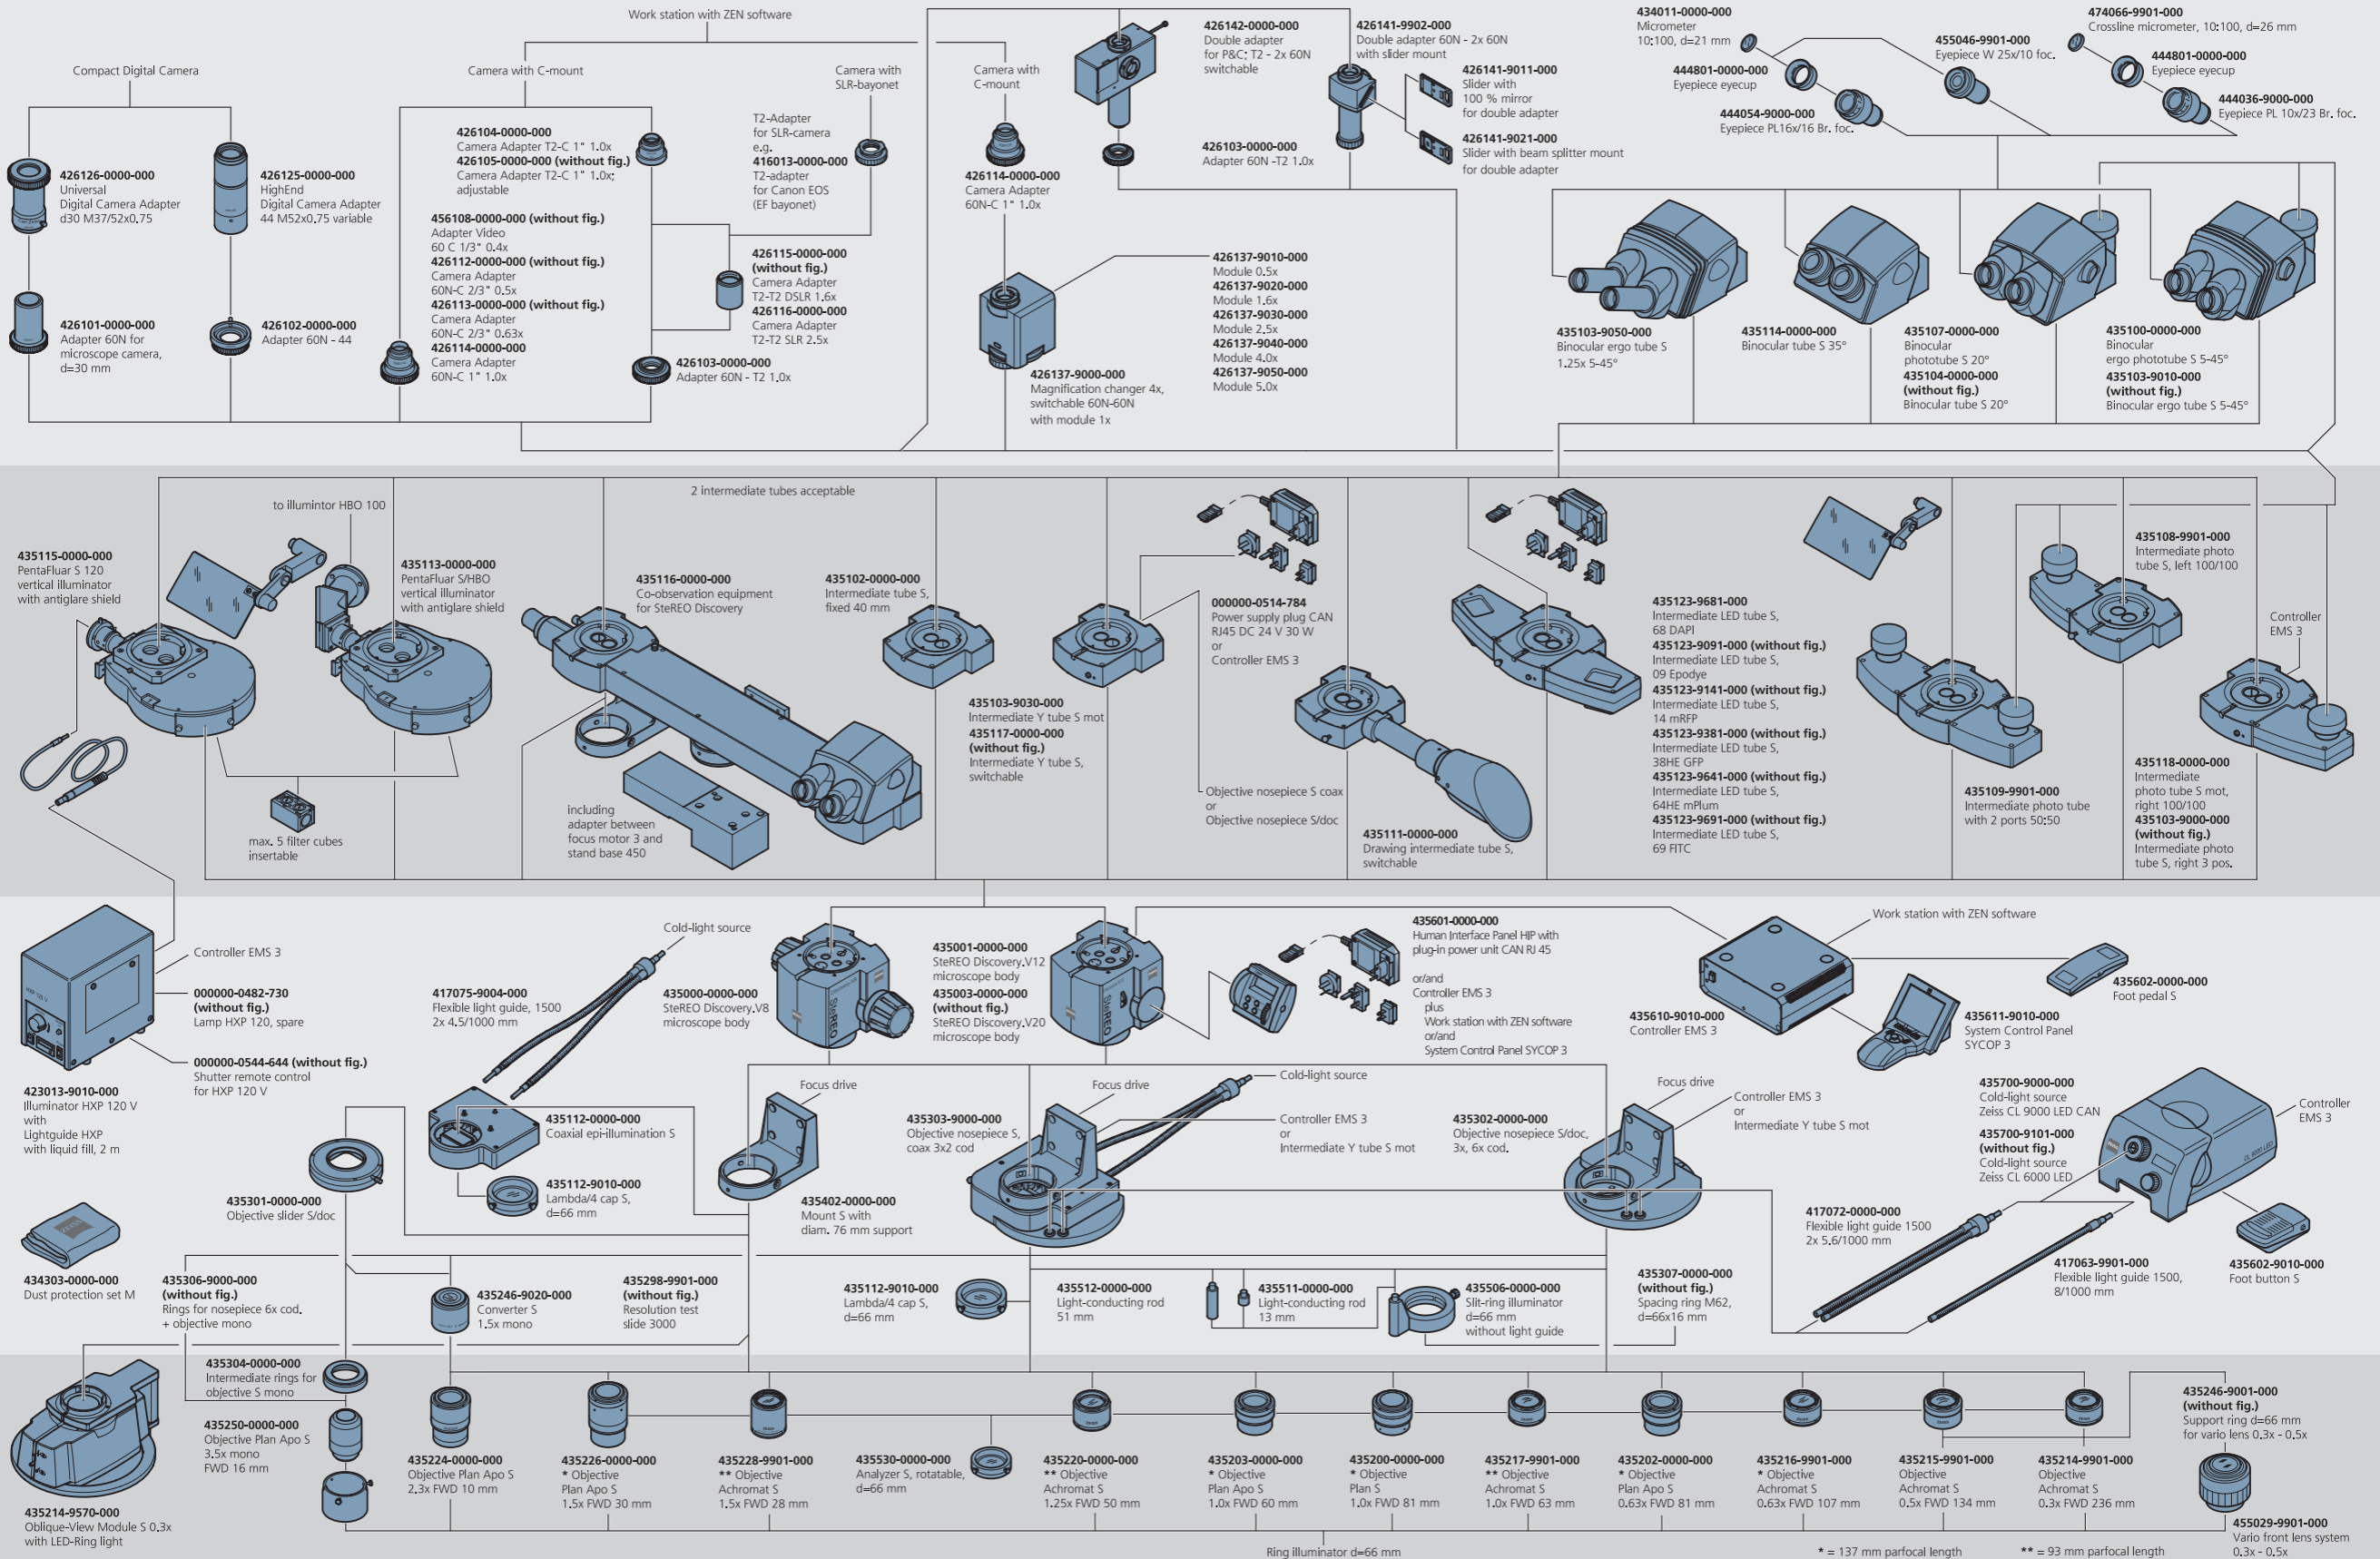 Work station with ZEN software
Compact Digital Camera
Camera with C-mount
Camera with
SLR-bayonet
Camera with
C-mount
426126-0000-000
Universal
Digital Camera Adapter
d30 M37/52x0.75
426125-0000-000
HighEnd
Digital Camera Adapter
44 M52x0.75 variable
426101-0000-000
Adapter 60N for
microscope camera,
d=30 mm
426102-0000-000
Adapter 60N - 44
426104-0000-000
Camera Adapter T2-C 1" 1.0x
426105-0000-000 (without fig.)
Camera Adapter T2-C 1" 1.0x;
adjustable
456108-0000-000 (without fig.)
Adapter Video
60 C 1/3" 0.4x
426112-0000-000 (without fig.)
Camera Adapter
60N-C 2/3" 0.5x
426113-0000-000 (without fig.)
Camera Adapter
60N-C 2/3" 0.63x
426114-0000-000
Camera Adapter
60N-C 1" 1.0x
T2-Adapter
for SLR-camera
e.g.
416013-0000-000
T2-adapter
for Canon EOS
(EF bayonet)
426115-0000-000
(without fig.)
Camera Adapter
T2-T2 DSLR 1.6x
426116-0000-000
Camera Adapter
T2-T2 SLR 2.5x
426103-0000-000
Adapter 60N - T2 1.0x
426114-0000-000
Camera Adapter
60N-C 1" 1.0x
426142-0000-000
Double adapter
for P&C; T2 - 2x 60N
switchable
426103-0000-000
Adapter 60N -T2 1.0x
426141-9902-000
Double adapter 60N - 2x 60N
with slider mount
426141-9011-000
Slider with
100 % mirror
for double adapter
426141-9021-000
Slider with beam splitter mount
for double adapter
426137-9010-000
Module 0.5x
426137-9020-000
Module 1.6x
426137-9030-000
Module 2.5x
426137-9040-000
Module 4.0x
426137-9050-000
Module 5.0x
426137-9000-000
Magnification changer 4x,
switchable 60N-60N
with module 1x
434011-0000-000
Micrometer
10:100, d=21 mm
444801-0000-000
Eyepiece eyecup
444054-9000-000
Eyepiece PL16x/16 Br. foc.
455046-9901-000
Eyepiece W 25x/10 foc.
474066-9901-000
Crossline micrometer, 10:100, d=26 mm
444801-0000-000
Eyepiece eyecup
444036-9000-000
Eyepiece PL 10x/23 Br. foc.
435103-9050-000
Binocular ergo tube S
1.25x 5-45°
435114-0000-000
Binocular tube S 35°
435107-0000-000
Binocular
phototube S 20°
435104-0000-000
(without fig.)
Binocular tube S 20°
435100-0000-000
Binocular
ergo phototube S 5-45°
435103-9010-000
(without fig.)
Binocular ergo tube S 5-45°
2 intermediate tubes acceptable
to illumintor HBO 100
435115-0000-000
PentaFluar S 120
vertical illuminator
with antiglare shield
435113-0000-000
PentaFluar S/HBO
vertical illuminator
with antiglare shield
max. 5 filter cubes
insertable
435116-0000-000
Co-observation equipment
for SteREO Discovery
including
adapter between
focus motor 3 and
stand base 450
435102-0000-000
Intermediate tube S,
fixed 40 mm
435103-9030-000
Intermediate Y tube S mot
435117-0000-000
(without fig.)
Intermediate Y tube S,
switchable
000000-0514-784
Power supply plug CAN
RJ45 DC 24 V 30 W
or
Controller EMS 3
Objective nosepiece S coax
or
Objective nosepiece S/doc
435111-0000-000
Drawing intermediate tube S,
switchable
435123-9681-000
Intermediate LED tube S,
68 DAPI
435123-9091-000 (without fig.)
Intermediate LED tube S,
09 Epodye
435123-9141-000 (without fig.)
Intermediate LED tube S,
14 mRFP
435123-9381-000 (without fig.)
Intermediate LED tube S,
38HE GFP
435123-9641-000 (without fig.)
Intermediate LED tube S,
64HE mPlum
435123-9691-000 (without fig.)
Intermediate LED tube S,
69 FITC
435109-9901-000
Intermediate photo tube
with 2 ports 50:50
435108-9901-000
Intermediate photo
tube S, left 100/100
Controller
EMS 3
435118-0000-000
Intermediate
photo tube S mot,
right 100/100
435103-9000-000
(without fig.)
Intermediate photo
tube S, right 3 pos.
HXP 120 V
Controller EMS 3
000000-0482-730
(without fig.)
Lamp HXP 120, spare
000000-0544-644 (without fig.)
Shutter remote control
for HXP 120 V
423013-9010-000
Illuminator HXP 120 V
with
Lightguide HXP
with liquid fill, 2 m
Cold-light source
417075-9004-000
Flexible light guide, 1500
2x 4.5/1000 mm
435000-0000-000
SteREO Discovery.V8
microscope body
SteREO
435001-0000-000
SteREO Discovery.V12
microscope body
435003-0000-000
(without fig.)
SteREO Discovery.V20
microscope body
SteREO
435601-0000-000
Human Interface Panel HIP with
plug-in power unit CAN RJ 45
or/and
Controller EMS 3
plus
Work station with ZEN software
or/and
System Control Panel SYCOP 3
Work station with ZEN software
435602-0000-000
Foot pedal S
435610-9010-000
Controller EMS 3
435611-9010-000
System Control Panel
SYCOP 3
435112-0000-000
Coaxial epi-illumination S
435112-9010-000
Lambda/4 cap S,
d=66 mm
435301-0000-000
Objective slider S/doc
Focus drive
435402-0000-000
Mount S with
diam. 76 mm support
Focus drive
435303-9000-000
Objective nosepiece S,
coax 3x2 cod
Cold-light source
Controller EMS 3
or
Intermediate Y tube S mot
435302-0000-000
Objective nosepiece S/doc,
3x, 6x cod.
Focus drive
Controller EMS 3
or
Intermediate Y tube S mot
435700-9000-000
Cold-light source
Zeiss CL 9000 LED CAN
435700-9101-000
(without fig.)
Cold-light source
Zeiss CL 6000 LED
Controller
EMS 3
417072-0000-000
Flexible light guide 1500
2x 5.6/1000 mm
417063-9901-000
Flexible light guide 1500,
8/1000 mm
435602-9010-000
Foot button S
ZEISS
434303-0000-000
Dust protection set M
435306-9000-000
(without fig.)
Rings for nosepiece 6x cod.
+ objective mono
435246-9020-000
Converter S
1.5x mono
435298-9901-000
(without fig.)
Resolution test
slide 3000
435112-9010-000
Lambda/4 cap S,
d=66 mm
435512-0000-000
Light-conducting rod
51 mm
435511-0000-000
Light-conducting rod
13 mm
435506-0000-000
Slit-ring illuminator
d=66 mm
without light guide
435307-0000-000
(without fig.)
Spacing ring M62,
d=66x16 mm
435304-0000-000
Intermediate rings for
objective S mono
435250-0000-000
Objective Plan Apo S
3.5x mono
FWD 16 mm
435214-9570-000
Oblique-View Module S 0.3x
with LED-Ring light
435224-0000-000
Objective Plan Apo S
2.3x FWD 10 mm
435226-0000-000
* Objective
Plan Apo S
1.5x FWD 30 mm
435228-9901-000
** Objective
Achromat S
1.5x FWD 28 mm
435530-0000-000
Analyzer S, rotatable,
d=66 mm
435220-0000-000
** Objective
Achromat S
1.25x FWD 50 mm
435203-0000-000
* Objective
Plan Apo S
1.0x FWD 60 mm
435200-0000-000
* Objective
Plan S
1.0x FWD 81 mm
435217-9901-000
** Objective
Achromat S
1.0x FWD 63 mm
435202-0000-000
* Objective
Plan Apo S
0.63x FWD 81 mm
435216-9901-000
* Objective
Achromat S
0.63x FWD 107 mm
435215-9901-000
Objective
Achromat S
0.5x FWD 134 mm
435214-9901-000
Objective
Achromat S
0.3x FWD 236 mm
435246-9001-000
(without fig.)
Support ring d=66 mm
for vario lens 0.3x - 0.5x
455029-9901-000
Vario front lens system
0.3x - 0.5x
Ring illuminator d=66 mm
* = 137 mm parfocal length
** = 93 mm parfocal length